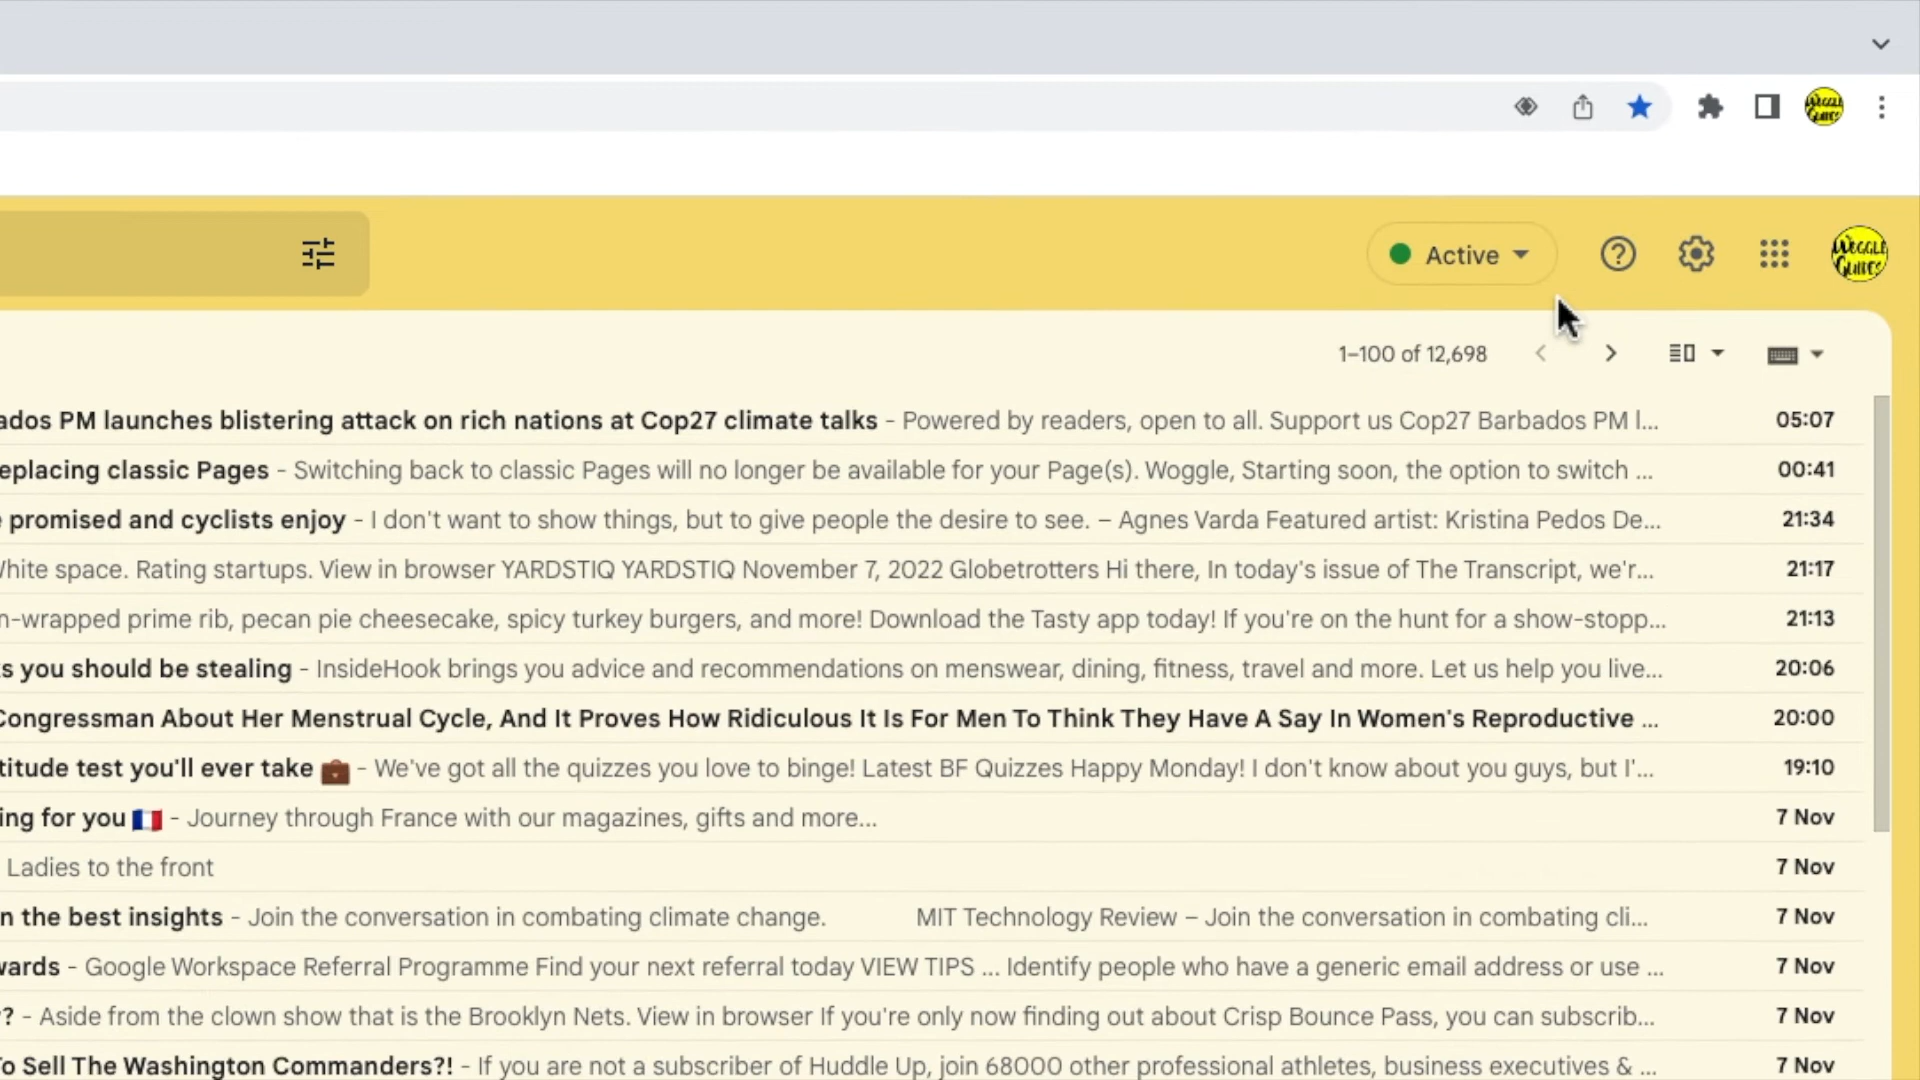 WOGGLE
GUIDES
Active
WOGGLE
GUIDES
1–100 of 12,698
ados PM launches blistering attack on rich nations at Cop27 climate talks - Powered by readers, open to all. Support us Cop27 Barbados PM l... 05:07
eplacing classic Pages - Switching back to classic Pages will no longer be available for your Page(s). Woggle, Starting soon, the option to switch ... 00:41
e promised and cyclists enjoy - I don't want to show things, but to give people the desire to see. – Agnes Varda Featured artist: Kristina Pedos De... 21:34
White space. Rating startups. View in browser YARDSTIQ YARDSTIQ November 7, 2022 Globetrotters Hi there, In today's issue of The Transcript, we'r... 21:17
n-wrapped prime rib, pecan pie cheesecake, spicy turkey burgers, and more! Download the Tasty app today! If you're on the hunt for a show-stopp... 21:13
s you should be stealing - InsideHook brings you advice and recommendations on menswear, dining, fitness, travel and more. Let us help you live... 20:06
Congressman About Her Menstrual Cycle, And It Proves How Ridiculous It Is For Men To Think They Have A Say In Women's Reproductive ... 20:00
titude test you'll ever take 💼 - We've got all the quizzes you love to binge! Latest BF Quizzes Happy Monday! I don't know about you guys, but I'... 19:10
ing for you 🇫🇷 - Journey through France with our magazines, gifts and more... 7 Nov
Ladies to the front 7 Nov
n the best insights - Join the conversation in combating climate change. MIT Technology Review – Join the conversation in combating cli... 7 Nov
wards - Google Workspace Referral Programme Find your next referral today VIEW TIPS ... Identify people who have a generic email address or use ... 7 Nov
? - Aside from the clown show that is the Brooklyn Nets. View in browser If you're only now finding out about Crisp Bounce Pass, you can subscrib... 7 Nov
To Sell The Washington Commanders?! - If you are not a subscriber of Huddle Up, join 68000 other professional athletes, business executives & ... 7 Nov